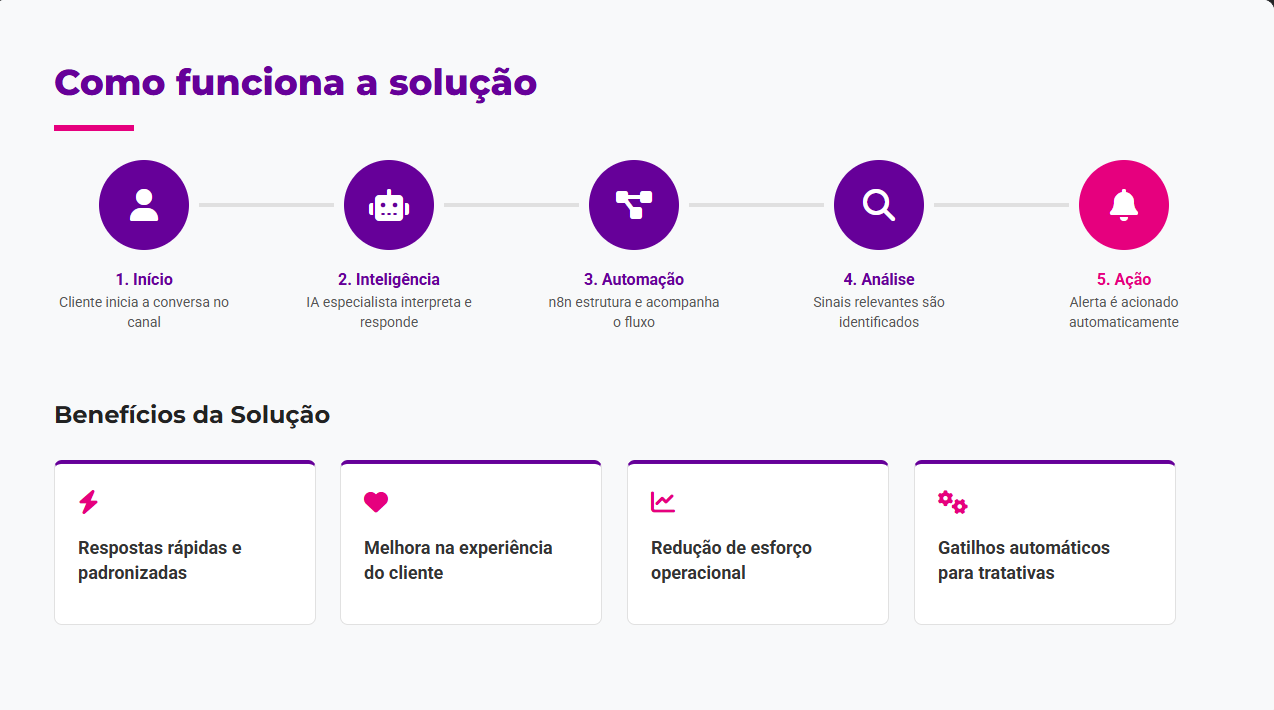 Como funciona a solução
1. Início
Cliente inicia a conversa no
canal
2. Inteligência
IA especialista interpreta e
responde
3. Automação
n8n estrutura e acompanha
o fluxo
4. Análise
Sinais relevantes são
identificados
5. Ação
Alerta é acionado
automaticamente
Benefícios da Solução
Respostas rápidas e
padronizadas
Melhora na experiência
do cliente
Redução de esforço
operacional
Gatilhos automáticos
para tratativas